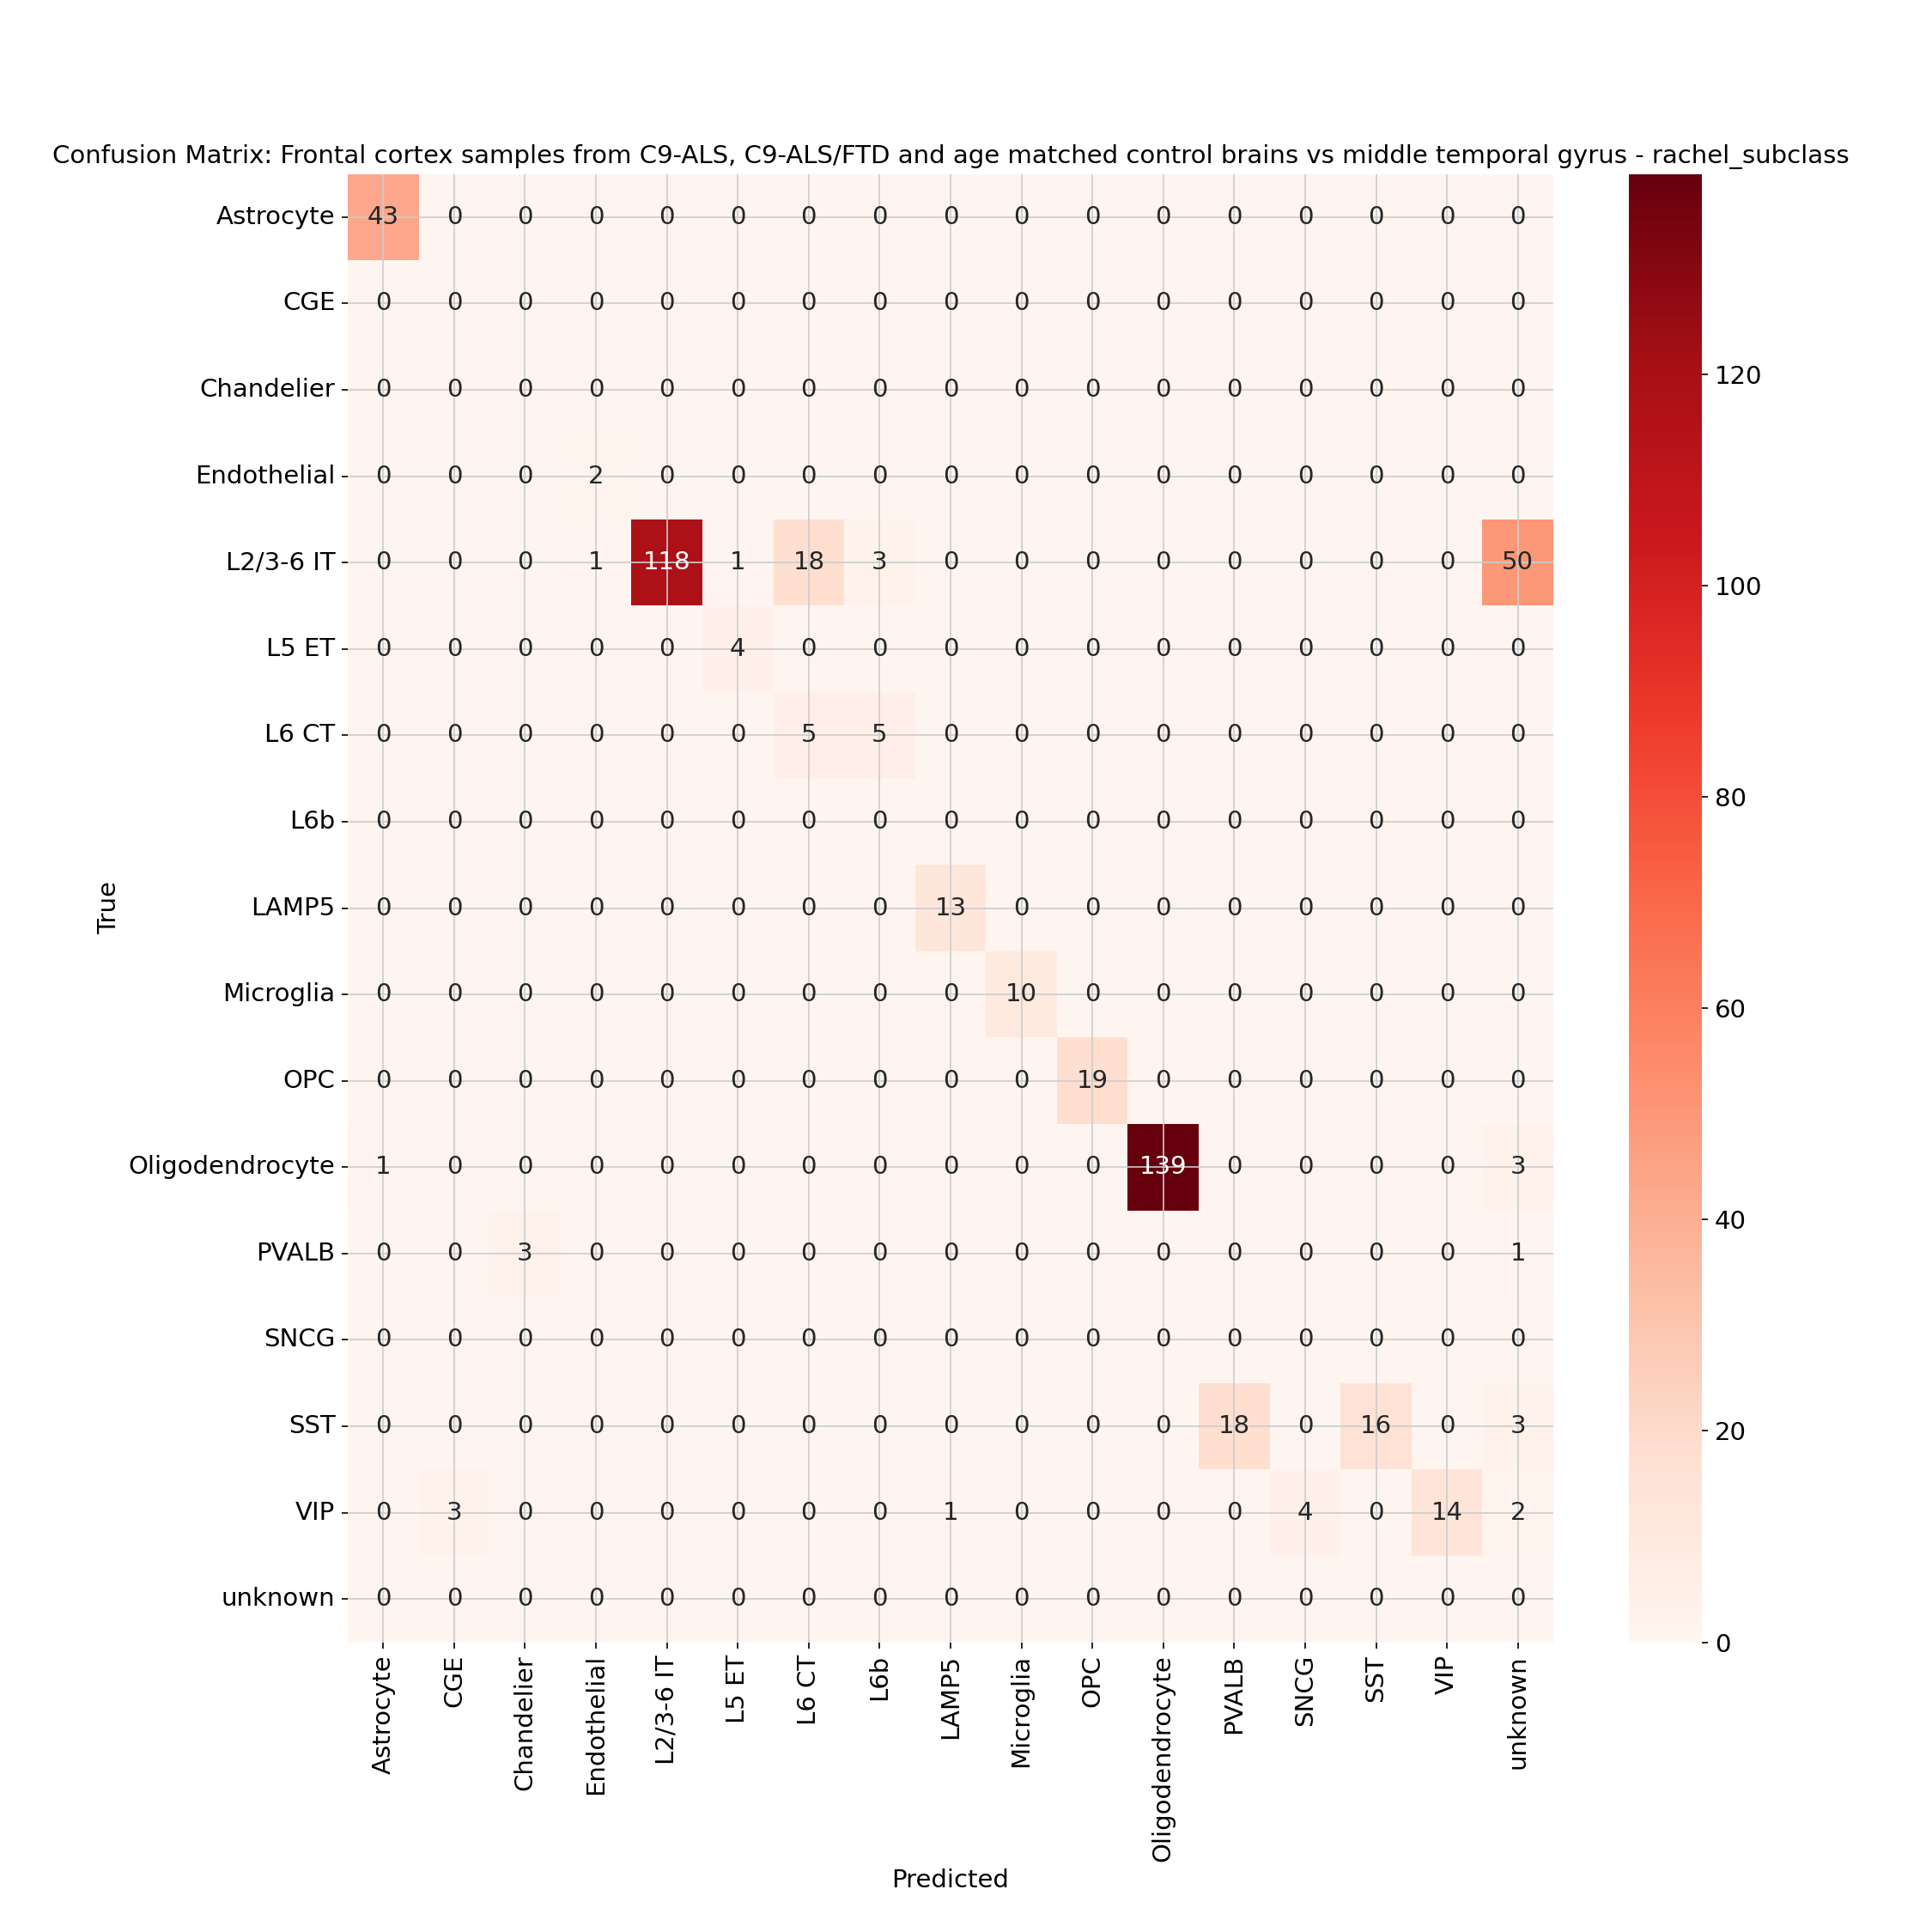 Confusion Matrix: Frontal cortex samples from C9-ALS, C9-ALS/FTD and age matched control brains vs middle temporal gyrus - rachel_subclass
Astrocyte 43 0 0 0 0 0 0 0 0 0 0 0 0 0 0 0 0
CGE 0 0 0 0 0 0 0 0 0 0 0 0 0 0 0 0 0
Chandelier 0 0 0 0 0 0 0 0 0 0 0 0 0 0 0 0 0
Endothelial 0 0 0 2 0 0 0 0 0 0 0 0 0 0 0 0 0
L2/3-6 IT 0 0 0 1 118 1 18 3 0 0 0 0 0 0 0 0 50
L5 ET 0 0 0 0 0 4 0 0 0 0 0 0 0 0 0 0 0
L6 CT 0 0 0 0 0 0 5 5 0 0 0 0 0 0 0 0 0
L6b 0 0 0 0 0 0 0 0 0 0 0 0 0 0 0 0 0
LAMP5 0 0 0 0 0 0 0 0 13 0 0 0 0 0 0 0 0
Microglia 0 0 0 0 0 0 0 0 0 10 0 0 0 0 0 0 0
OPC 0 0 0 0 0 0 0 0 0 0 19 0 0 0 0 0 0
Oligodendrocyte 1 0 0 0 0 0 0 0 0 0 0 139 0 0 0 0 3
PVALB 0 0 3 0 0 0 0 0 0 0 0 0 0 0 0 0 1
SNCG 0 0 0 0 0 0 0 0 0 0 0 0 0 0 0 0 0
SST 0 0 0 0 0 0 0 0 0 0 0 0 18 0 16 0 3
VIP 0 3 0 0 0 0 0 0 1 0 0 0 0 4 0 14 2
unknown 0 0 0 0 0 0 0 0 0 0 0 0 0 0 0 0 0
True
Astrocyte
CGE
Chandelier
Endothelial
L2/3-6 IT
L5 ET
L6 CT
L6b
LAMP5
Microglia
OPC
Oligodendrocyte
PVALB
SNCG
SST
VIP
unknown
Predicted
120
100
80
60
40
20
0